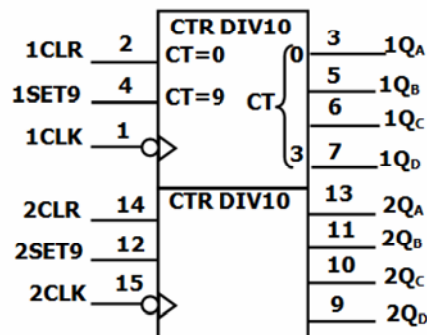 CTR DIV10
1CLR 2 CT=0 0 3 1QA
1SET9 4 CT=9 CT 5 1QB
6 1QC
1CLK 1 3 7 1QD
CTR DIV10
2CLR 14 13 2QA
2SET9 12 11 2QB
10 2QC
2CLK 15 9 2QD